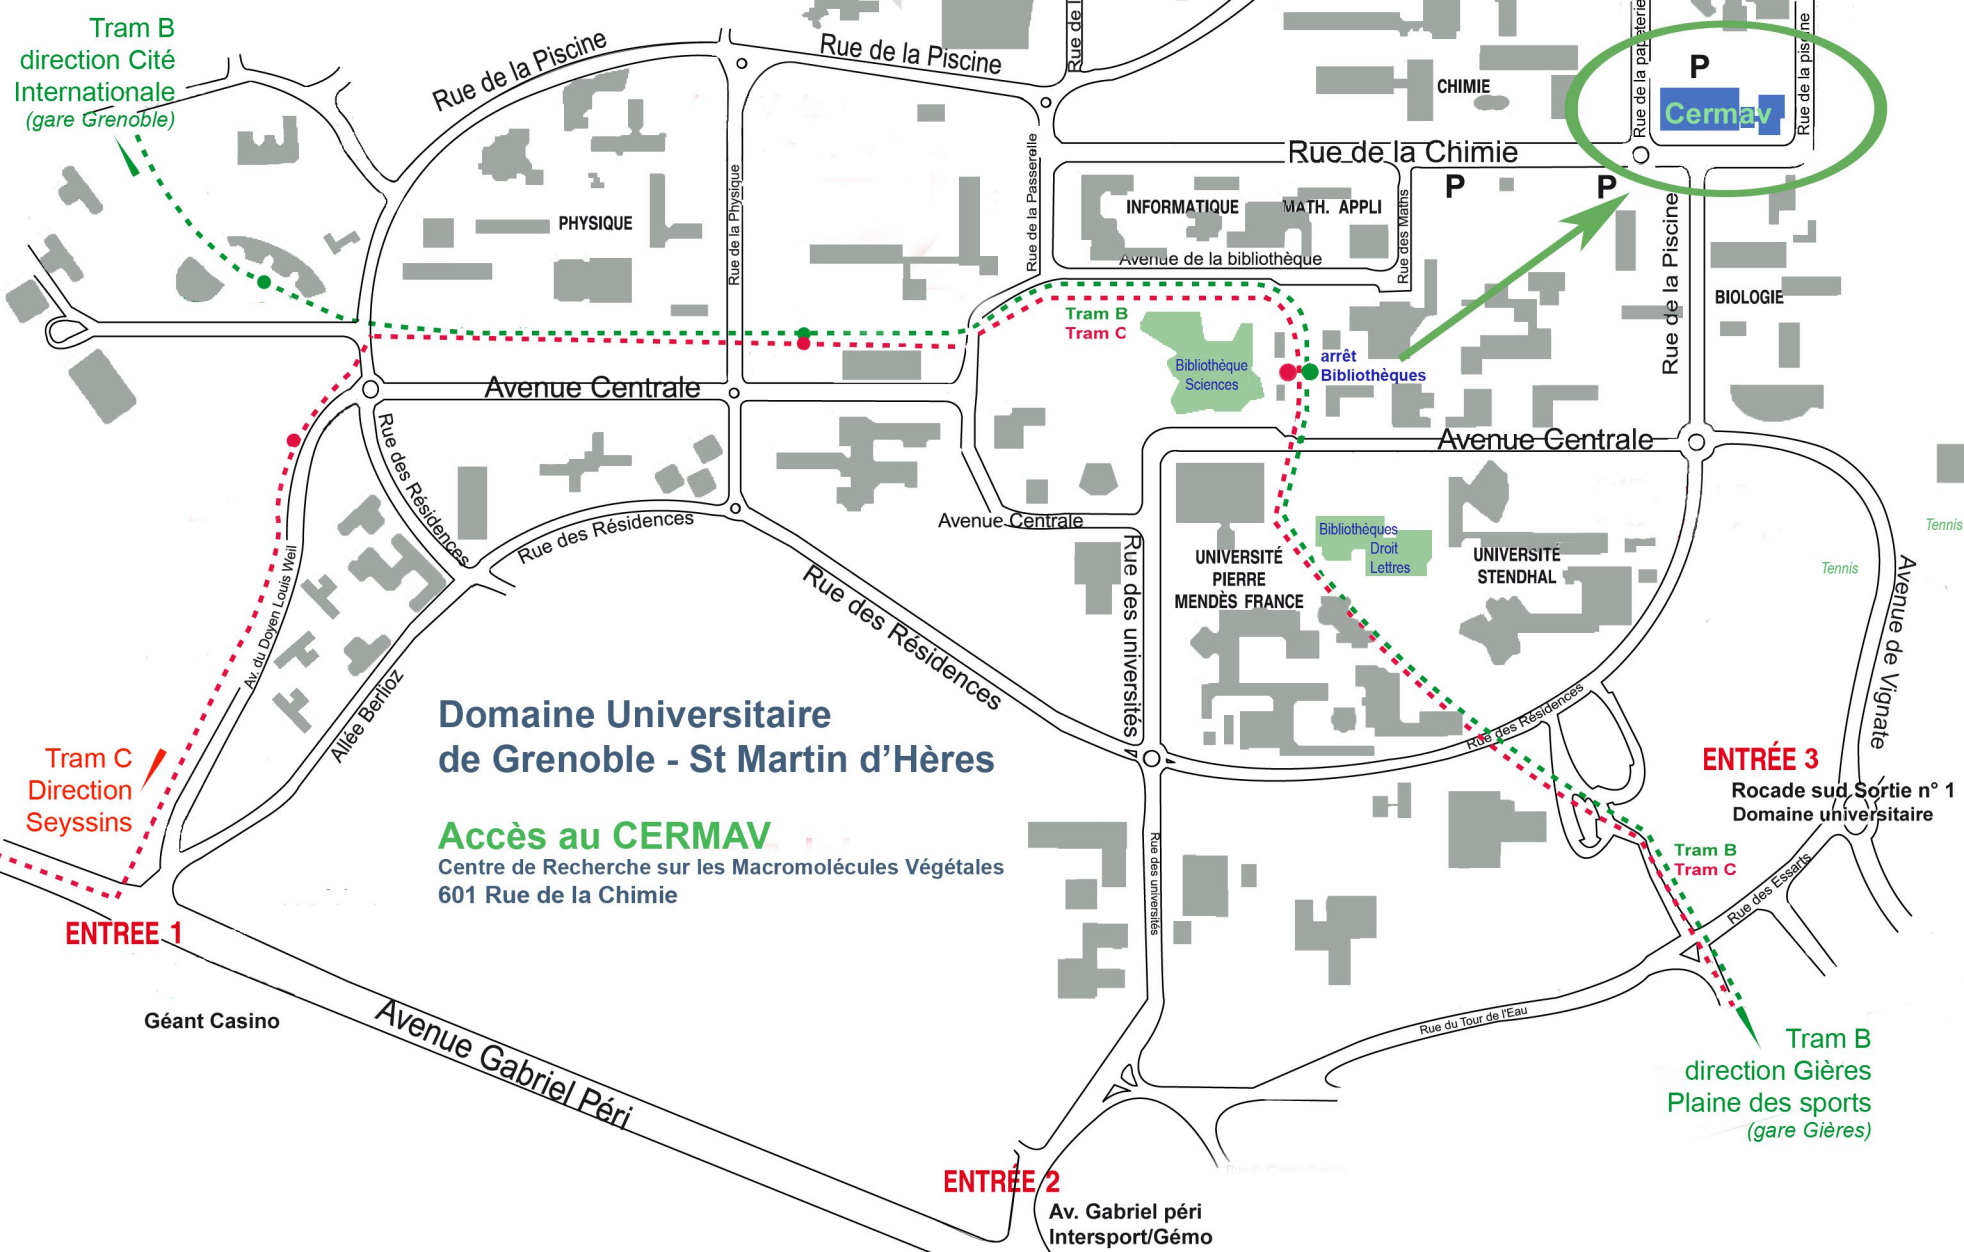 Tram B
direction Cité
Internationale
(gare Grenoble)
Rue de la Piscine
Rue de la Piscine
Rue de l
CHIMIE
Rue de la papeterie
P
Cermav
Rue de la piscine
Rue de la Chimie
P
P
PHYSIQUE
Rue de la Physique
Rue de la Passerelle
INFORMATIQUE
MATH. APPLI
Rue des Maths
Avenue de la bibliothèque
Rue de la Piscine
BIOLOGIE
Tram B
Tram C
Bibliothèque
Sciences
arrêt
Bibliothèques
Avenue Centrale
Avenue Centrale
Rue des Résidences
Rue des Résidences
Avenue Centrale
Tennis
Tennis
Bibliothèques
Droit
Lettres
UNIVERSITÉ
PIERRE
MENDÈS FRANCE
UNIVERSITÉ
STENDHAL
Av. du Doyen Louis Weil
Rue des Résidences
Rue des universités
Avenue de Vignate
Allée Berlioz
Rue des Résidences
Domaine Universitaire
de Grenoble - St Martin d'Hères
Tram C
Direction
Seyssins
ENTRÉE 3
Rocade sud Sortie n° 1
Domaine universitaire
Accès au CERMAV
Centre de Recherche sur les Macromolécules Végétales
601 Rue de la Chimie
Rue des universités
Tram B
Tram C
Rue des Essarts
ENTREE 1
Géant Casino
Avenue Gabriel Péri
Rue du Tour de l'Eau
Tram B
direction Gières
Plaine des sports
(gare Gières)
ENTRÉE 2
Av. Gabriel péri
Intersport/Gémo